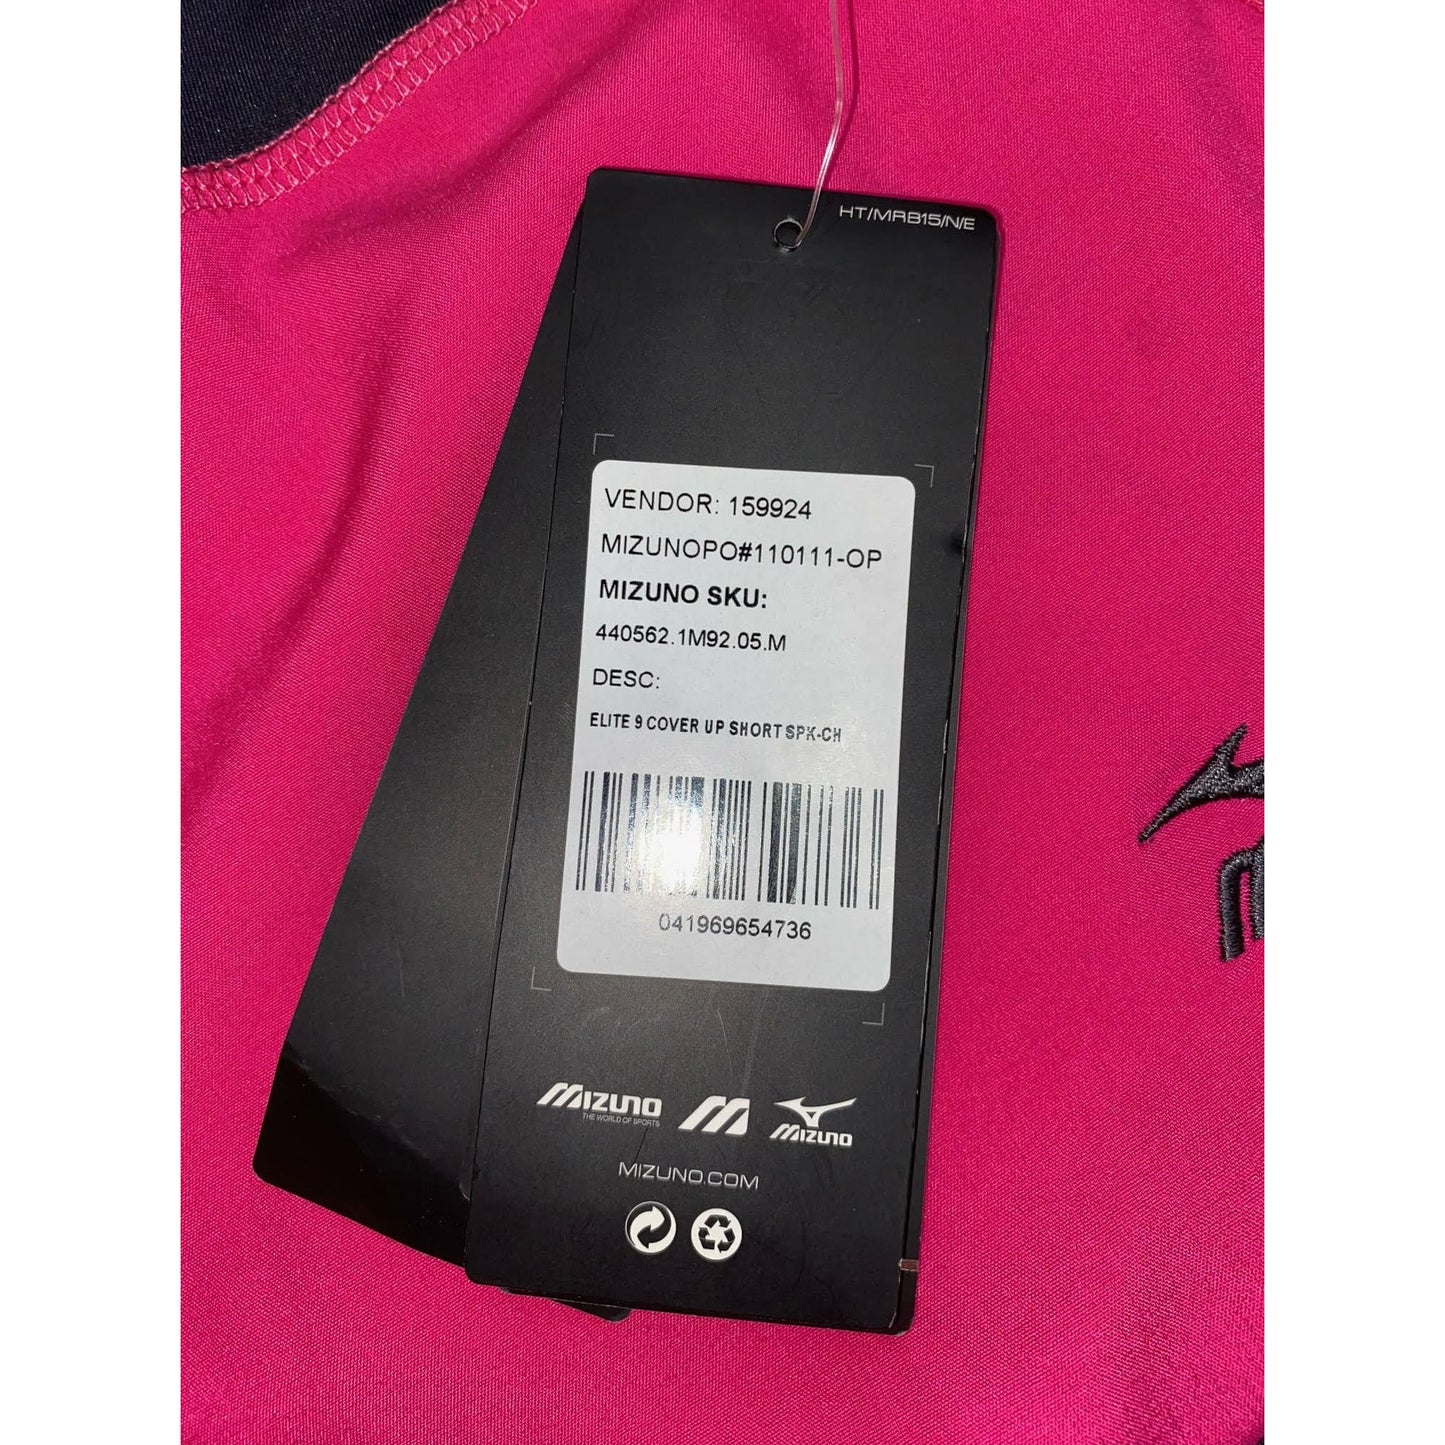 HT/MRB15/N/E
VENDOR: 159924
MIZUNOPO#110111-OP
MIZUNO SKU:
440562.1M92.05.M
DESC:
ELITE 9 COVER UP SHORT SPK-CH
041969654736
MIZUNO
THE WORLD OF SPORTS
MIZUNO
MIZUNO.COM